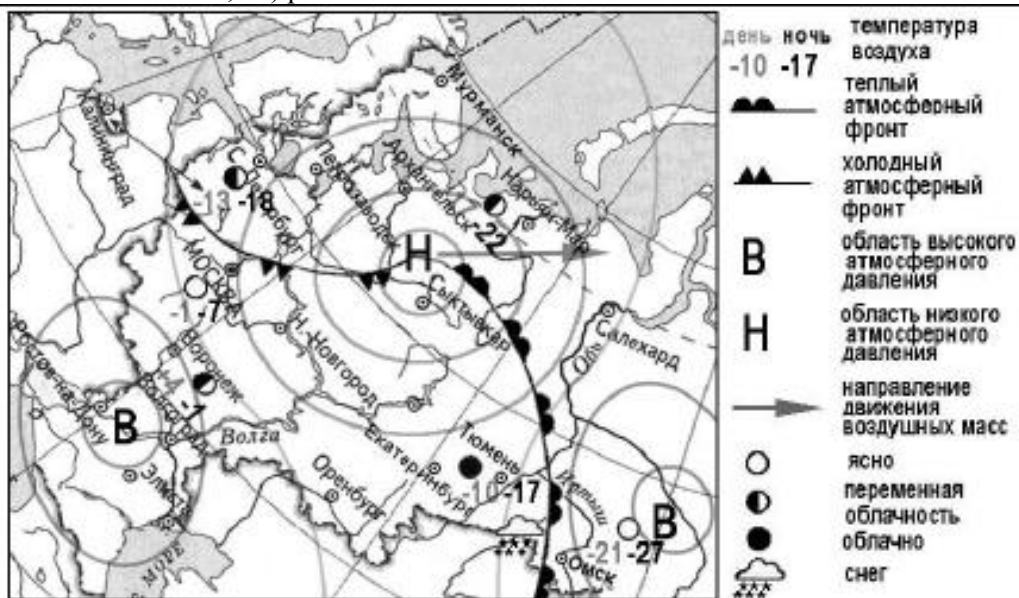 Калининград
С.-Петербург
Мурманск
Петрозаводск
Архангельск
Нарьян-Мар
-13 -18
-22
МОСКВА
Н
Сыктывкар
-7
Салехард
Обь
Н. Новгород
Воронеж
-7
Ростов-на-Дону
В
Волгоград
Волга
Элиста
Екатеринбург
Тюмень
Оренбург
-10 -17
Иртыш
В
-21 -27
Омск
МОРЕ
день ночь температура
-10 -17 воздуха
теплый
атмосферный
фронт
холодный
атмосферный
фронт
В
область высокого
атмосферного
давления
Н
область низкого
атмосферного
давления
направление
движения
воздушных масс
ясно
переменная
облачность
облачно
снег